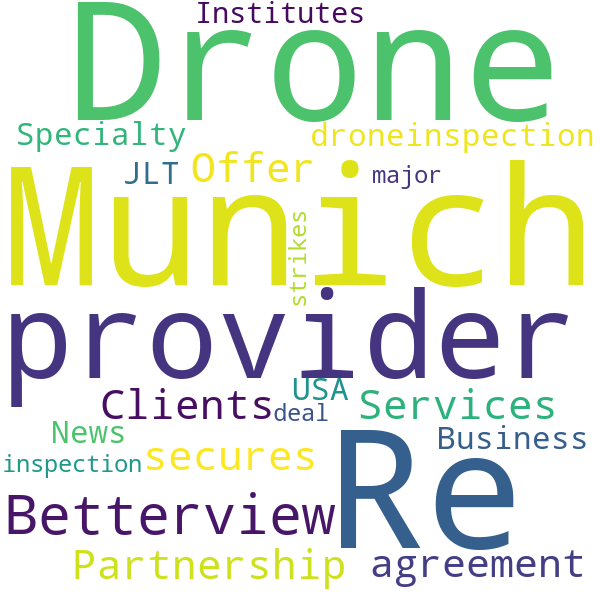 Institutes
Drone
Specialty
droneinspection
JLT
Offer
major
Munich
strikes
provider
USA
Clients
deal
Services
News
Business
inspection
secures
Re
Betterview
Partnership
agreement